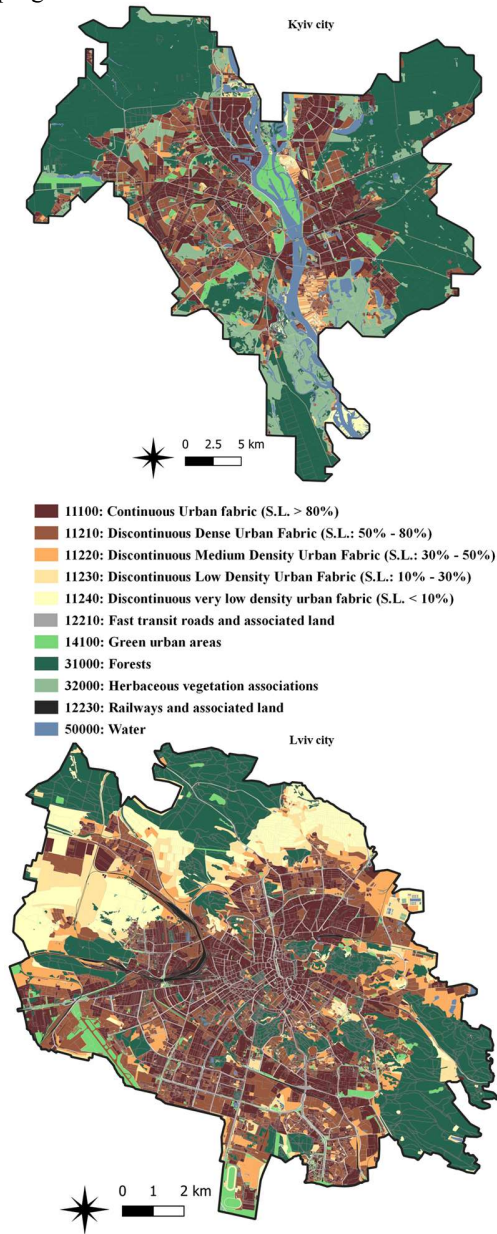 Kyiv city
0 2.5 5 km
11100: Continuous Urban fabric (S.L. > 80%)
11210: Discontinuous Dense Urban Fabric (S.L.: 50% - 80%)
11220: Discontinuous Medium Density Urban Fabric (S.L.: 30% - 50%)
11230: Discontinuous Low Density Urban Fabric (S.L.: 10% - 30%)
11240: Discontinuous very low density urban fabric (S.L. < 10%)
12210: Fast transit roads and associated land
14100: Green urban areas
31000: Forests
32000: Herbaceous vegetation associations
12230: Railways and associated land
50000: Water
Lviv city
0 1 2 km